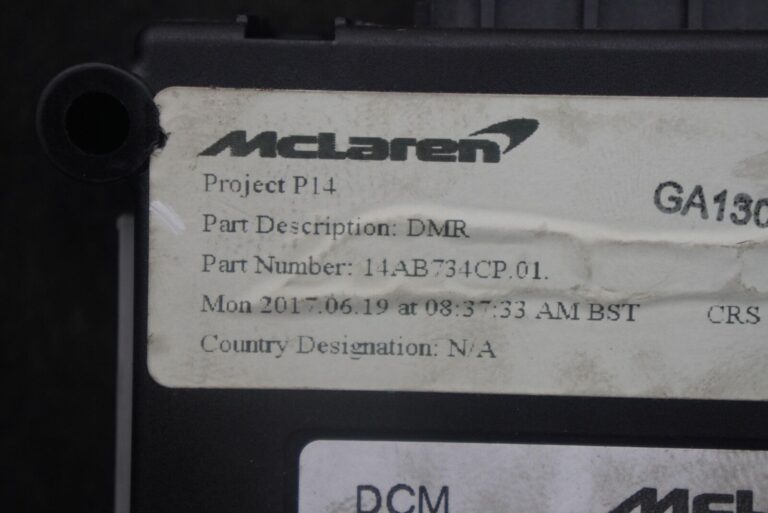 McLaren
Project P14
GA130
Part Description: DMR
Part Number: 14AB734CP.01.
Mon 2017.06.19 at 08:37:33 AM BST CRS
Country Designation: N/A
DCM